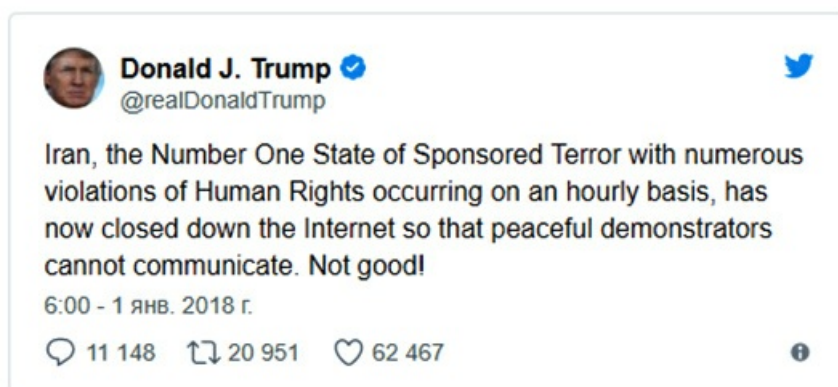 Donald J. Trump
@realDonaldTrump
Iran, the Number One State of Sponsored Terror with numerous
violations of Human Rights occurring on an hourly basis, has
now closed down the Internet so that peaceful demonstrators
cannot communicate. Not good!
6:00 - 1 янв. 2018 г.
11 148 20 951 62 467